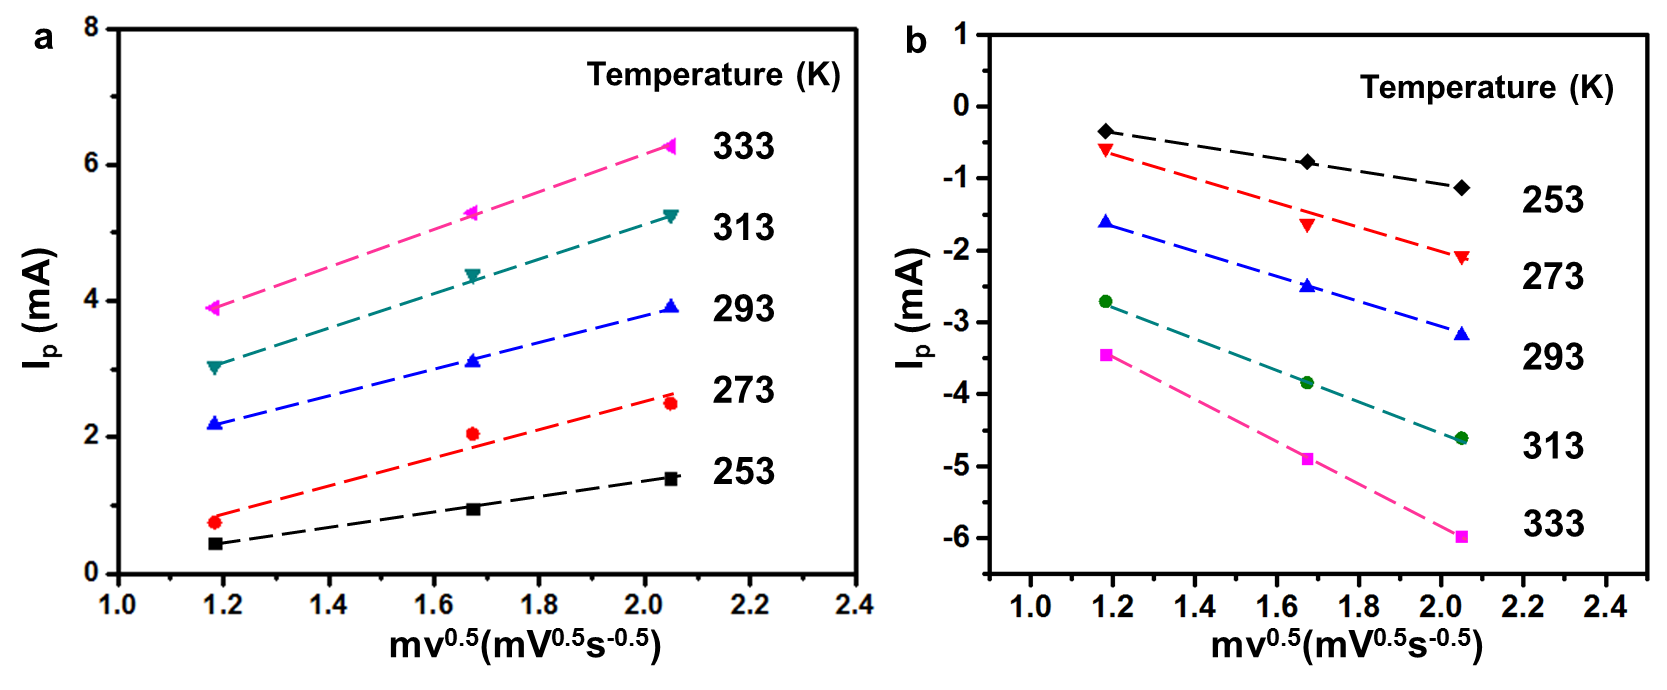 a
8
6
4
2
0
Ip (mA)
Temperature (K)
333
313
293
273
253
1.0 1.2 1.4 1.6 1.8 2.0 2.2 2.4
mv0.5(mV0.5s-0.5)
b
1
0
-1
-2
-3
-4
-5
-6
Ip (mA)
Temperature (K)
253
273
293
313
333
1.0 1.2 1.4 1.6 1.8 2.0 2.2 2.4
mv0.5(mV0.5s-0.5)